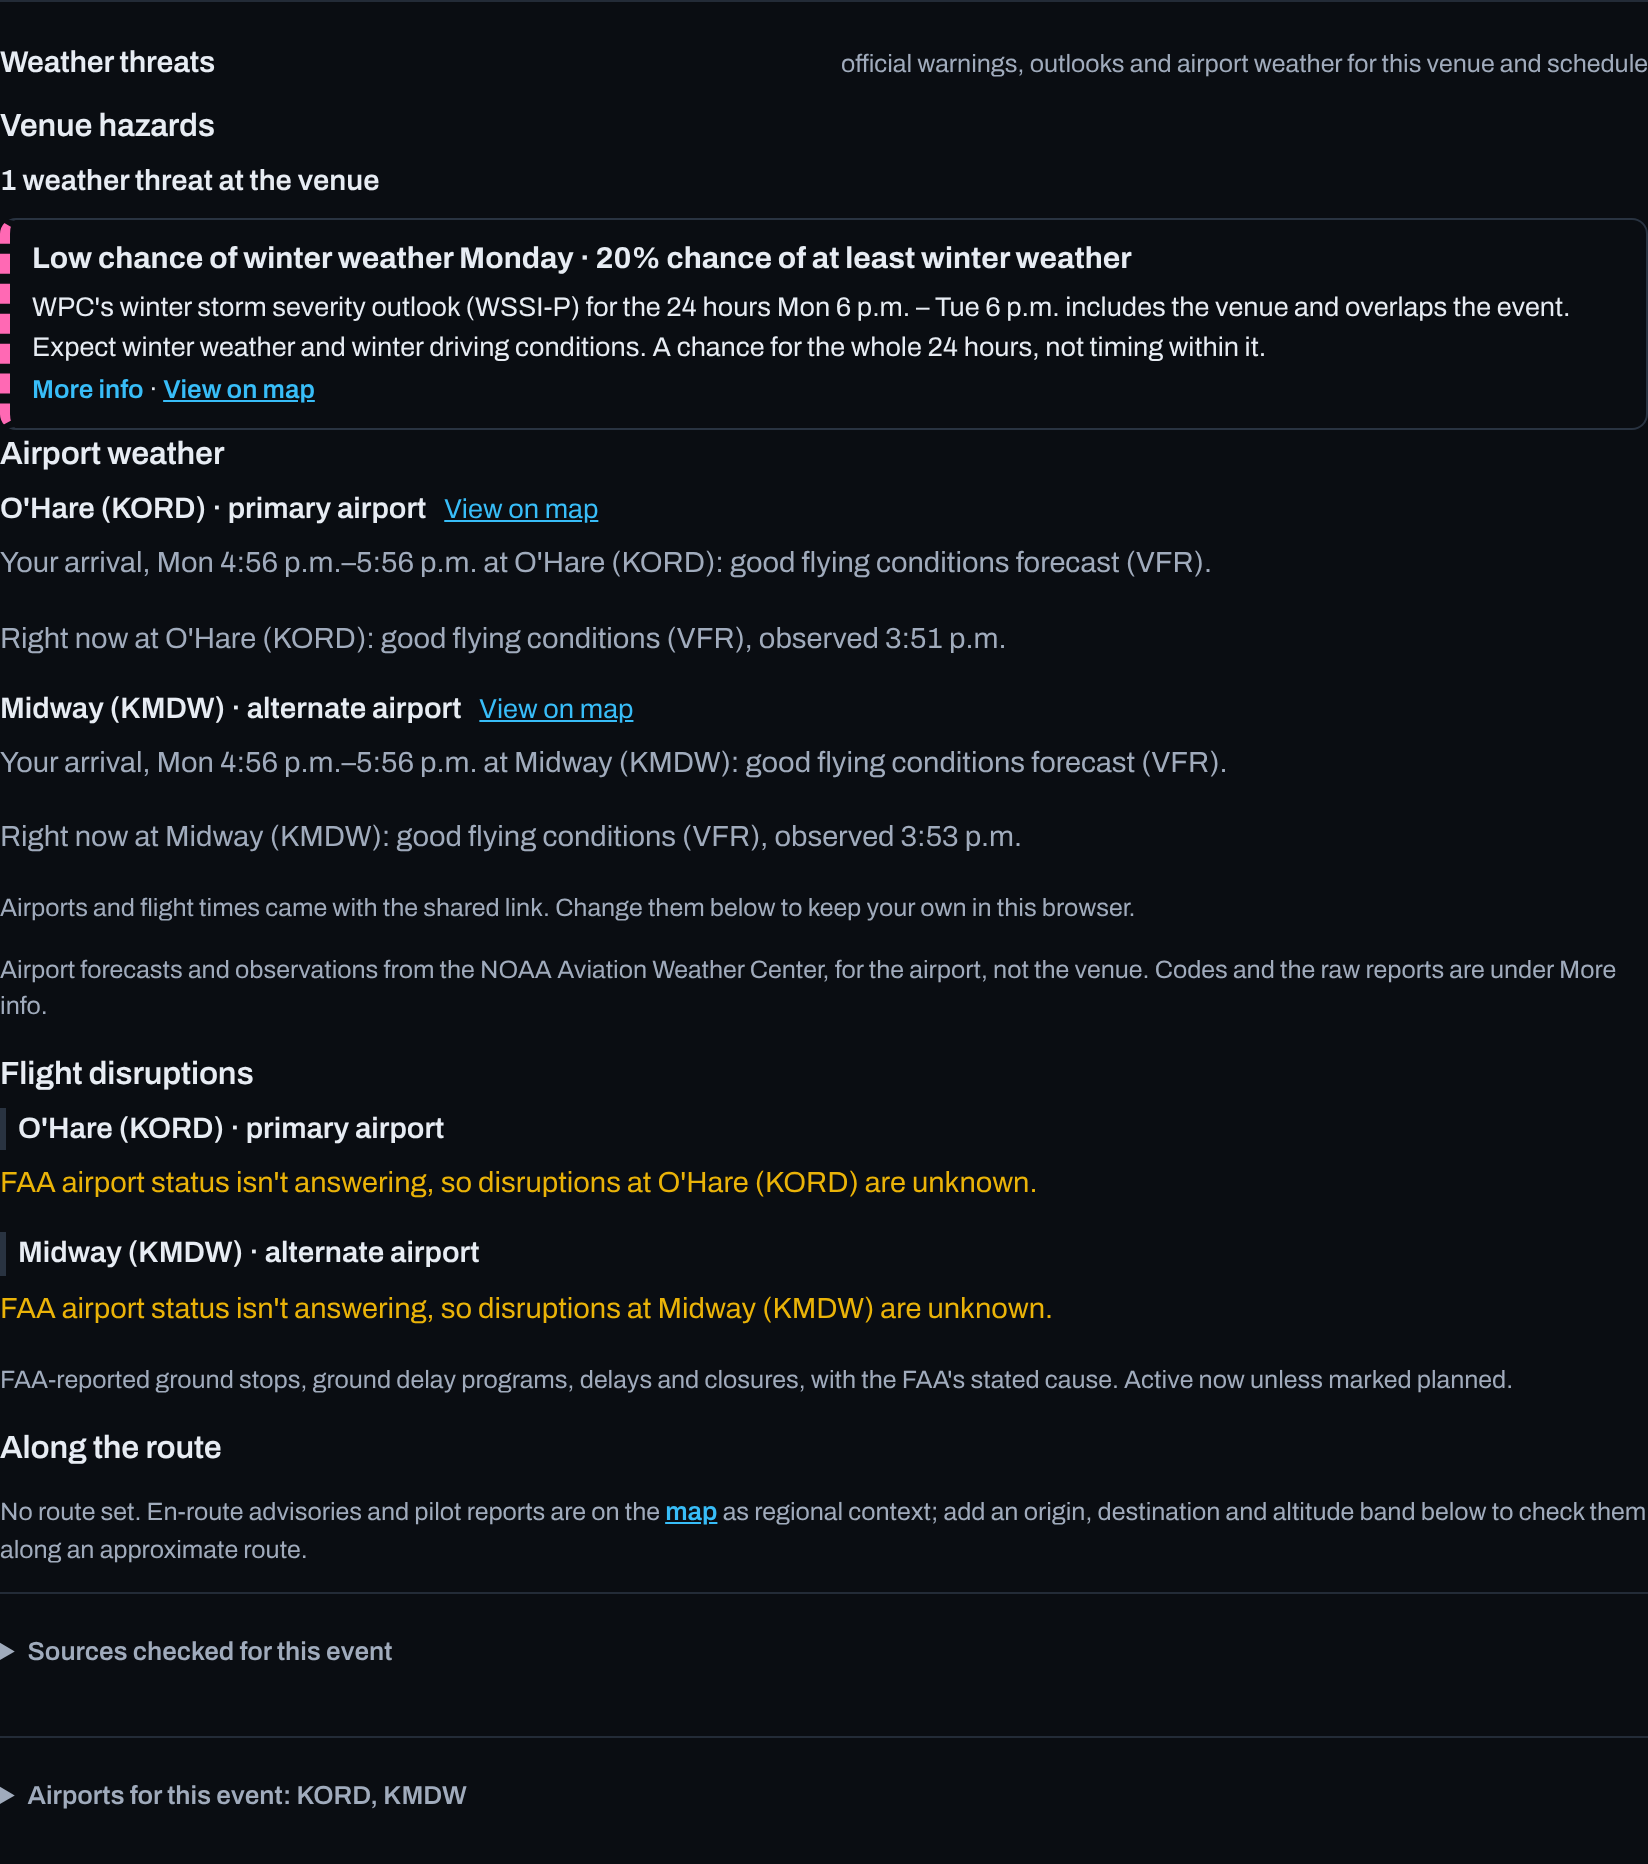 Weather threats
official warnings, outlooks and airport weather for this venue and schedule
Venue hazards
1 weather threat at the venue
Low chance of winter weather Monday · 20% chance of at least winter weather
WPC's winter storm severity outlook (WSSI-P) for the 24 hours Mon 6 p.m. – Tue 6 p.m. includes the venue and overlaps the event.
Expect winter weather and winter driving conditions. A chance for the whole 24 hours, not timing within it.
More info · View on map
Airport weather
O'Hare (KORD) · primary airport View on map
Your arrival, Mon 4:56 p.m.–5:56 p.m. at O'Hare (KORD): good flying conditions forecast (VFR).
Right now at O'Hare (KORD): good flying conditions (VFR), observed 3:51 p.m.
Midway (KMDW) · alternate airport View on map
Your arrival, Mon 4:56 p.m.–5:56 p.m. at Midway (KMDW): good flying conditions forecast (VFR).
Right now at Midway (KMDW): good flying conditions (VFR), observed 3:53 p.m.
Airports and flight times came with the shared link. Change them below to keep your own in this browser.
Airport forecasts and observations from the NOAA Aviation Weather Center, for the airport, not the venue. Codes and the raw reports are under More
info.
Flight disruptions
O'Hare (KORD) · primary airport
FAA airport status isn't answering, so disruptions at O'Hare (KORD) are unknown.
Midway (KMDW) · alternate airport
FAA airport status isn't answering, so disruptions at Midway (KMDW) are unknown.
FAA-reported ground stops, ground delay programs, delays and closures, with the FAA's stated cause. Active now unless marked planned.
Along the route
No route set. En-route advisories and pilot reports are on the map as regional context; add an origin, destination and altitude band below to check them
along an approximate route.
Sources checked for this event
Airports for this event: KORD, KMDW